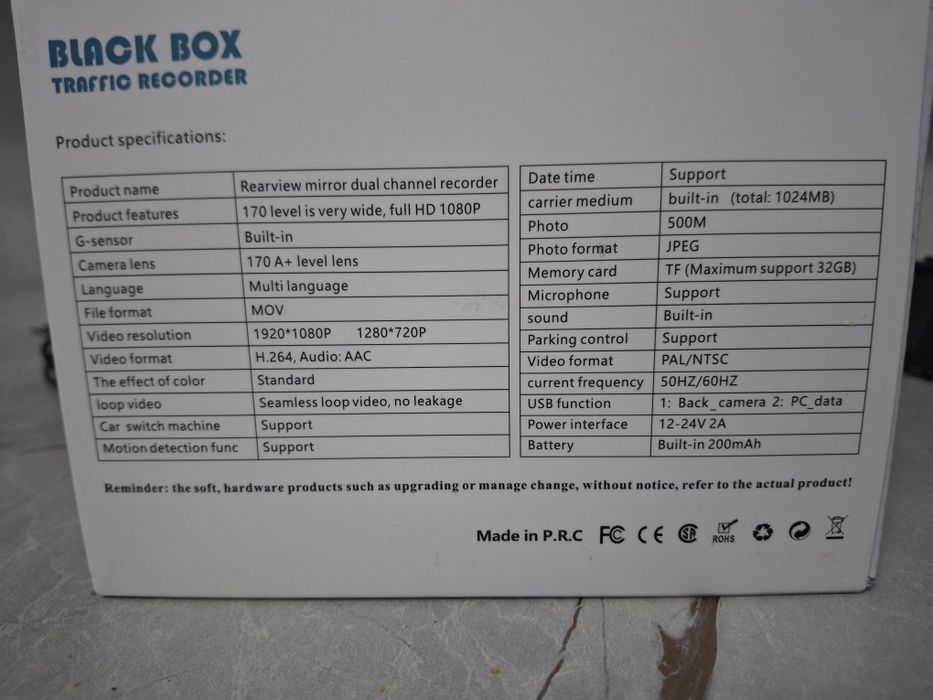 BLACK BOX
TRAFFIC RECORDER
Product specifications:
Product name Rearview mirror dual channel recorder
Product features 170 level is very wide, full HD 1080P
G-sensor Built-in
Camera lens 170 A+ level lens
Language Multi language
File format MOV
Video resolution 1920*1080P 1280*720P
Video format H.264, Audio: AAC
The effect of color Standard
loop video Seamless loop video, no leakage
Car switch machine Support
Motion detection func Support
Date time Support
carrier medium built-in (total: 1024MB)
Photo 500M
Photo format JPEG
Memory card TF (Maximum support 32GB)
Microphone Support
sound Built-in
Parking control Support
Video format PAL/NTSC
current frequency 50HZ/60HZ
USB function 1: Back_camera 2: PC_data
Power interface 12-24V 2A
Battery Built-in 200mAh
Reminder: the soft, hardware products such as upgrading or manage change, without notice, refer to the actual product!
Made in P.R.C FC CE SR ROHS